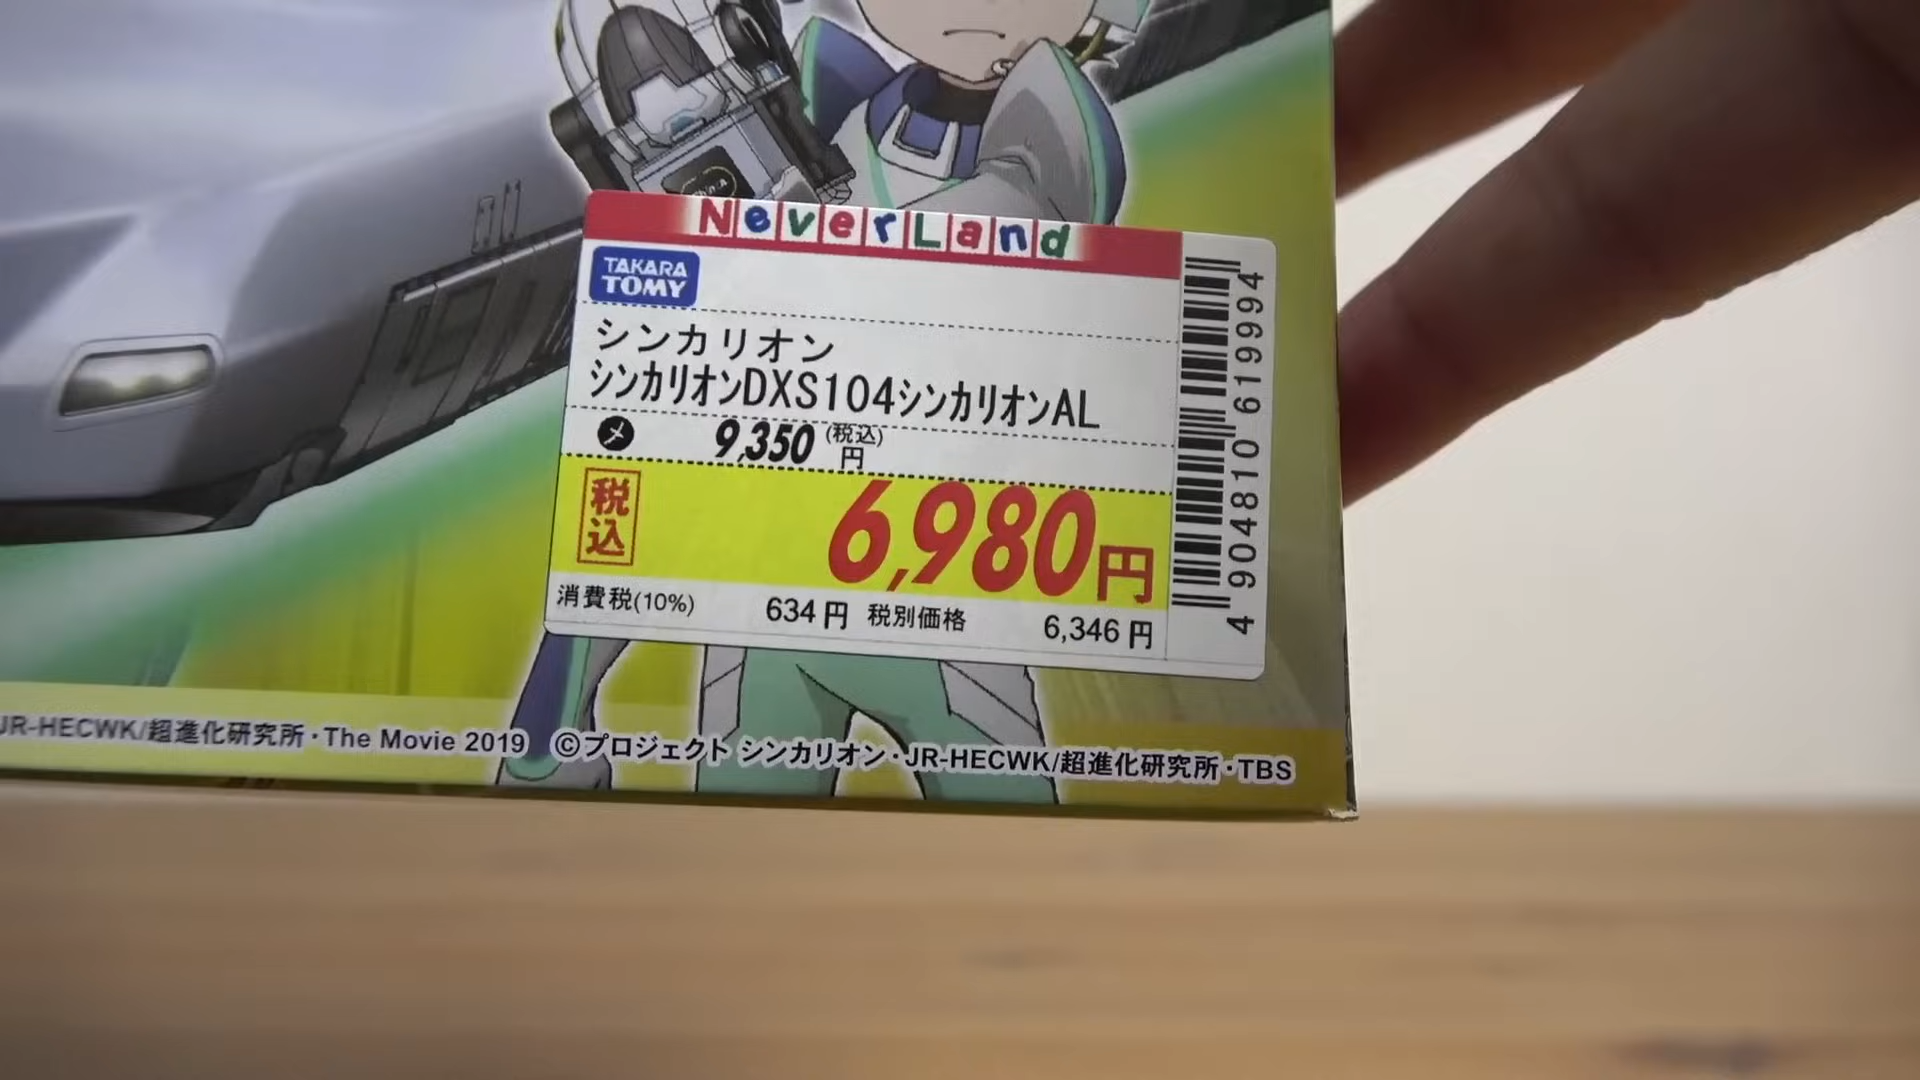 NeverLand
TAKARA
TOMY
シンカリオン
シンカリオンDXS104シンカリオンAL
メ 9,350円(税込)
税込 6,980円
消費税(10%) 634円 税別価格 6,346円
4 904810 619994
JR-HECWK/超進化研究所・The Movie 2019 ©プロジェクト シンカリオン・JR-HECWK/超進化研究所・TBS